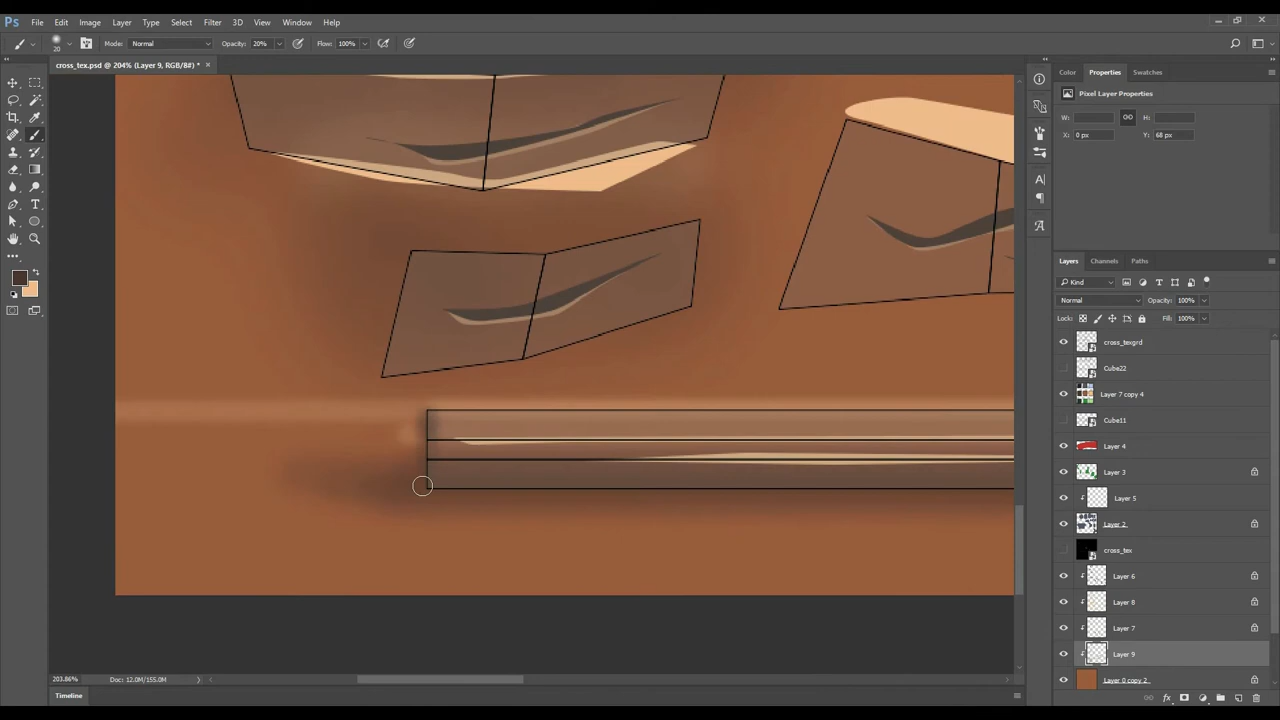 Ps File Edit Image Layer Type Select Filter 3D View Window Help
20 Mode: Normal Opacity: 20% Flow: 100%
cross_tex.psd @ 204% (Layer 9, RGB/8#) * ×
Color Properties Swatches
Pixel Layer Properties
W: H:
X: 0 px Y: 68 px
Layers Channels Paths
Kind
Normal Opacity: 100%
Lock: Fill: 100%
cross_texgrd
Cube22
Layer 7 copy 4
Cube11
Layer 4
Layer 3
Layer 5
Layer 2
cross_tex
Layer 6
Layer 8
Layer 7
Layer 9
Layer 0 copy 2
203.86% Doc: 12.0M/155.0M
Timeline